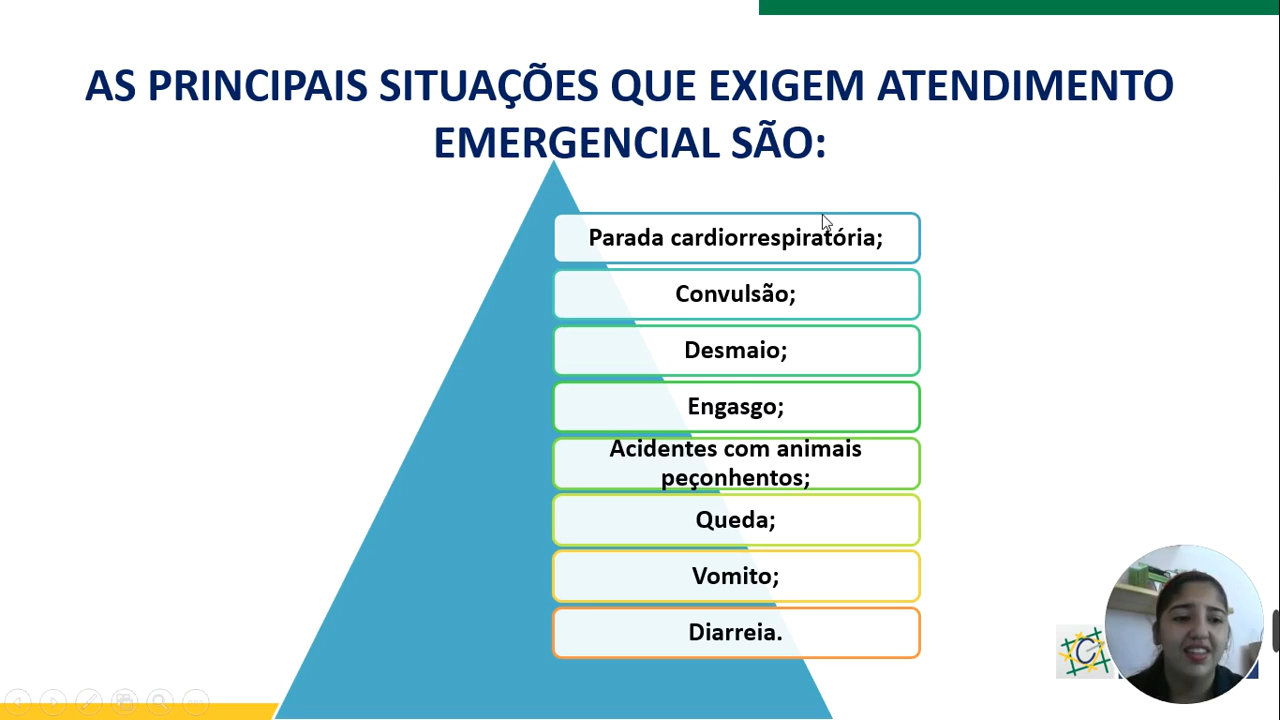 AS PRINCIPAIS SITUAÇÕES QUE EXIGEM ATENDIMENTO
EMERGENCIAL SÃO:
Parada cardiorrespiratória;
Convulsão;
Desmaio;
Engasgo;
Acidentes com animais
peçonhentos;
Queda;
Vomito;
Diarreia.